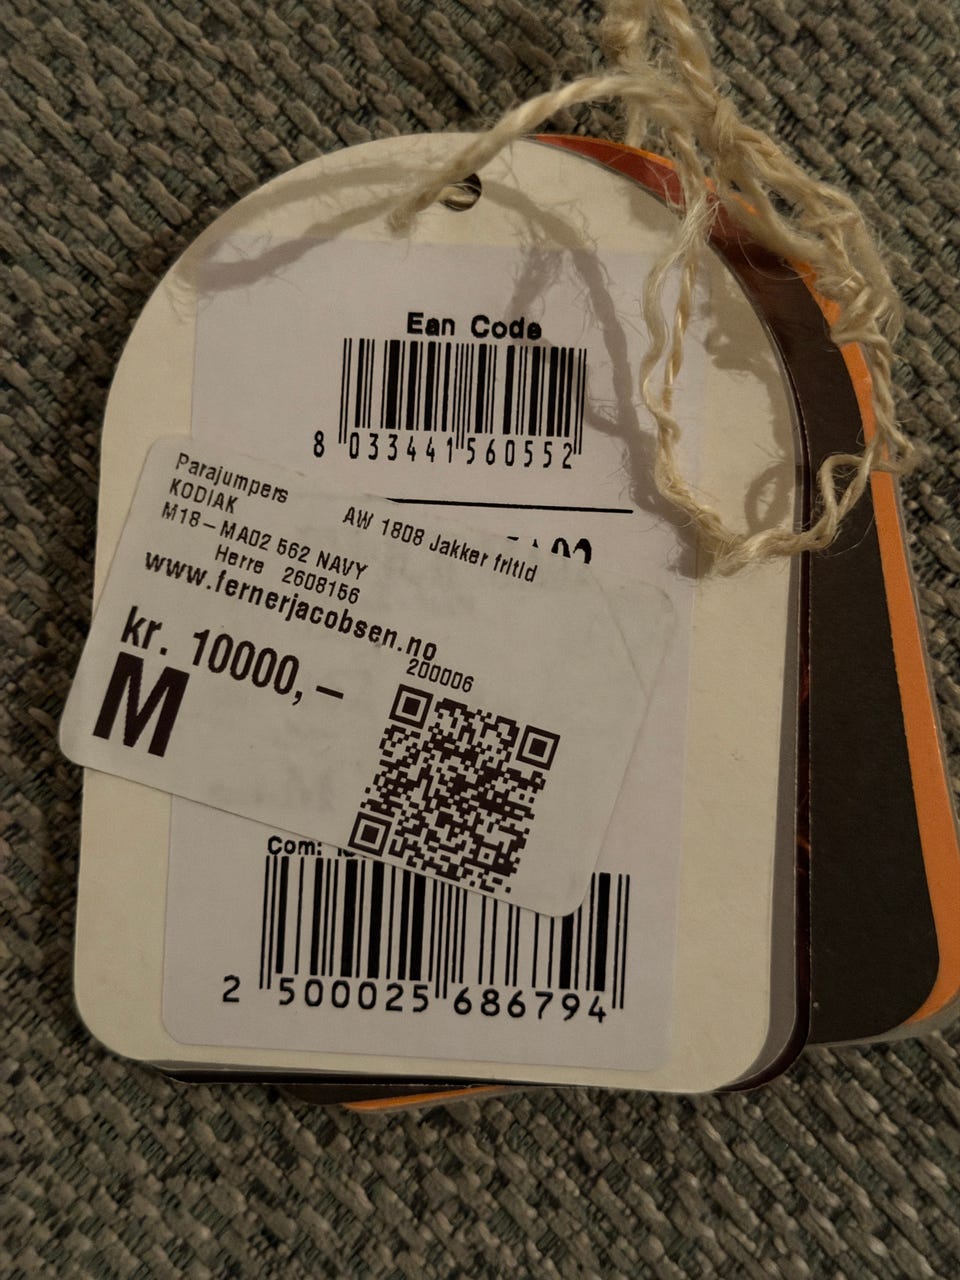 Ean Code
8 033441 560552
Parajumpers
KODIAK
AW 1808 Jakker fritid
M18-MA02 562 NAVY
Herre 2608156
www.fernerjacobsen.no
kr. 10000,-
200006
M
Com:
2 500025 686794